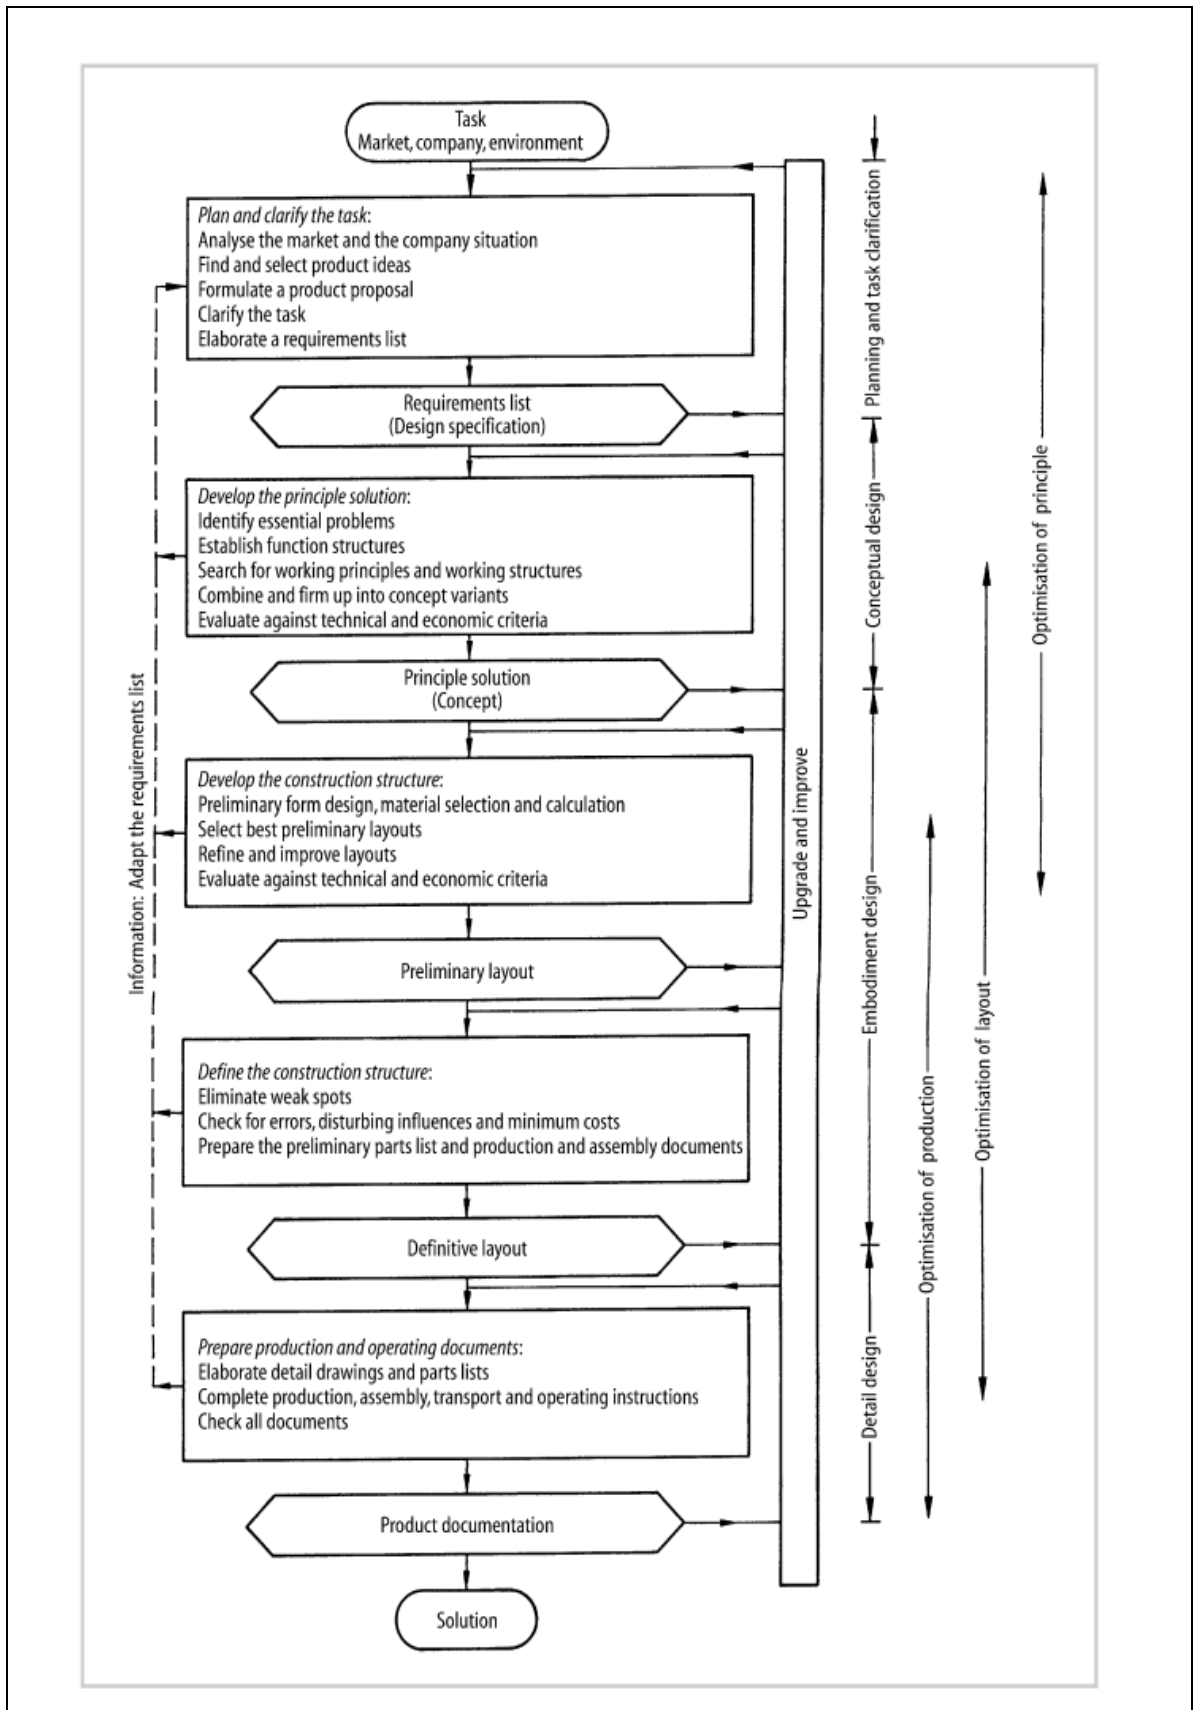 Task
Market, company, environment
Plan and clarify the task:
Analyse the market and the company situation
Find and select product ideas
Formulate a product proposal
Clarify the task
Elaborate a requirements list
Requirements list
(Design specification)
Develop the principle solution:
Identify essential problems
Establish function structures
Search for working principles and working structures
Combine and firm up into concept variants
Evaluate against technical and economic criteria
Principle solution
(Concept)
Develop the construction structure:
Preliminary form design, material selection and calculation
Select best preliminary layouts
Refine and improve layouts
Evaluate against technical and economic criteria
Preliminary layout
Define the construction structure:
Eliminate weak spots
Check for errors, disturbing influences and minimum costs
Prepare the preliminary parts list and production and assembly documents
Definitive layout
Prepare production and operating documents:
Elaborate detail drawings and parts lists
Complete production, assembly, transport and operating instructions
Check all documents
Product documentation
Solution
Information: Adapt the requirements list
Upgrade and improve
Planning and task clarification
Conceptual design
Embodiment design
Detail design
Optimisation of production
Optimisation of layout
Optimisation of principle